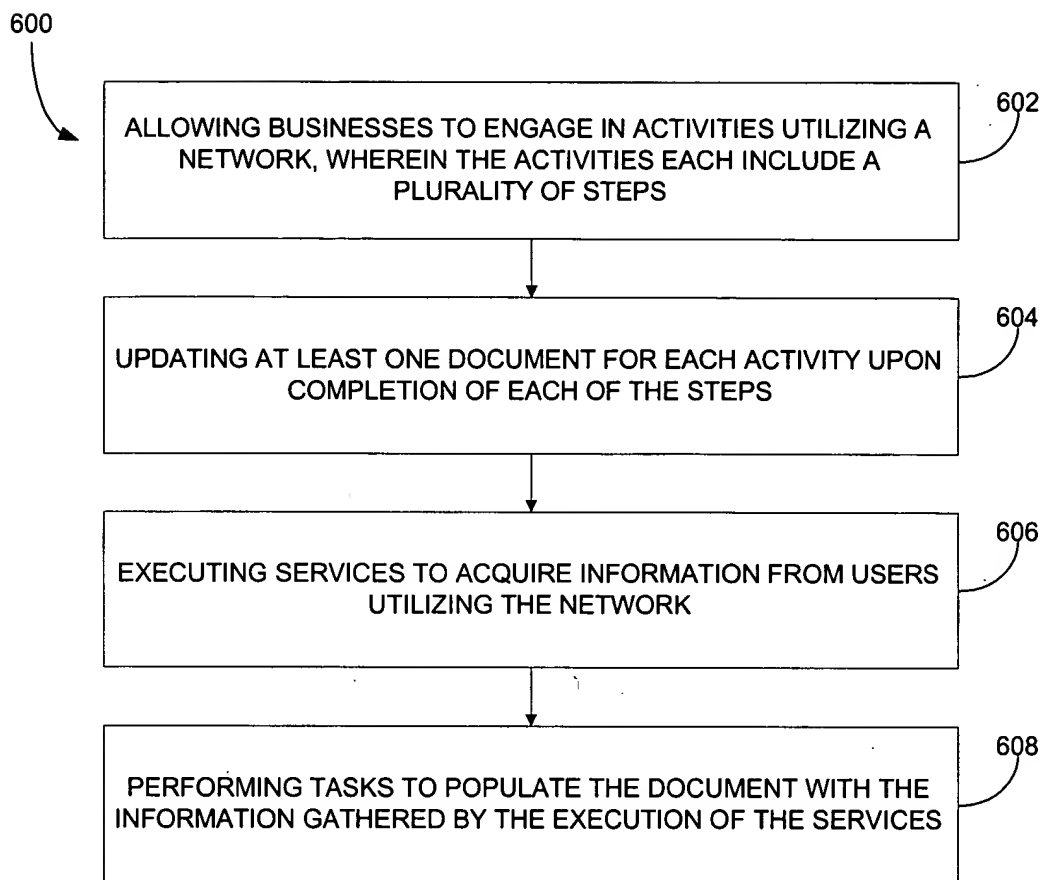 600
602
ALLOWING BUSINESSES TO ENGAGE IN ACTIVITIES UTILIZING A
NETWORK, WHEREIN THE ACTIVITIES EACH INCLUDE A
PLURALITY OF STEPS
604
UPDATING AT LEAST ONE DOCUMENT FOR EACH ACTIVITY UPON
COMPLETION OF EACH OF THE STEPS
606
EXECUTING SERVICES TO ACQUIRE INFORMATION FROM USERS
UTILIZING THE NETWORK
608
PERFORMING TASKS TO POPULATE THE DOCUMENT WITH THE
INFORMATION GATHERED BY THE EXECUTION OF THE SERVICES